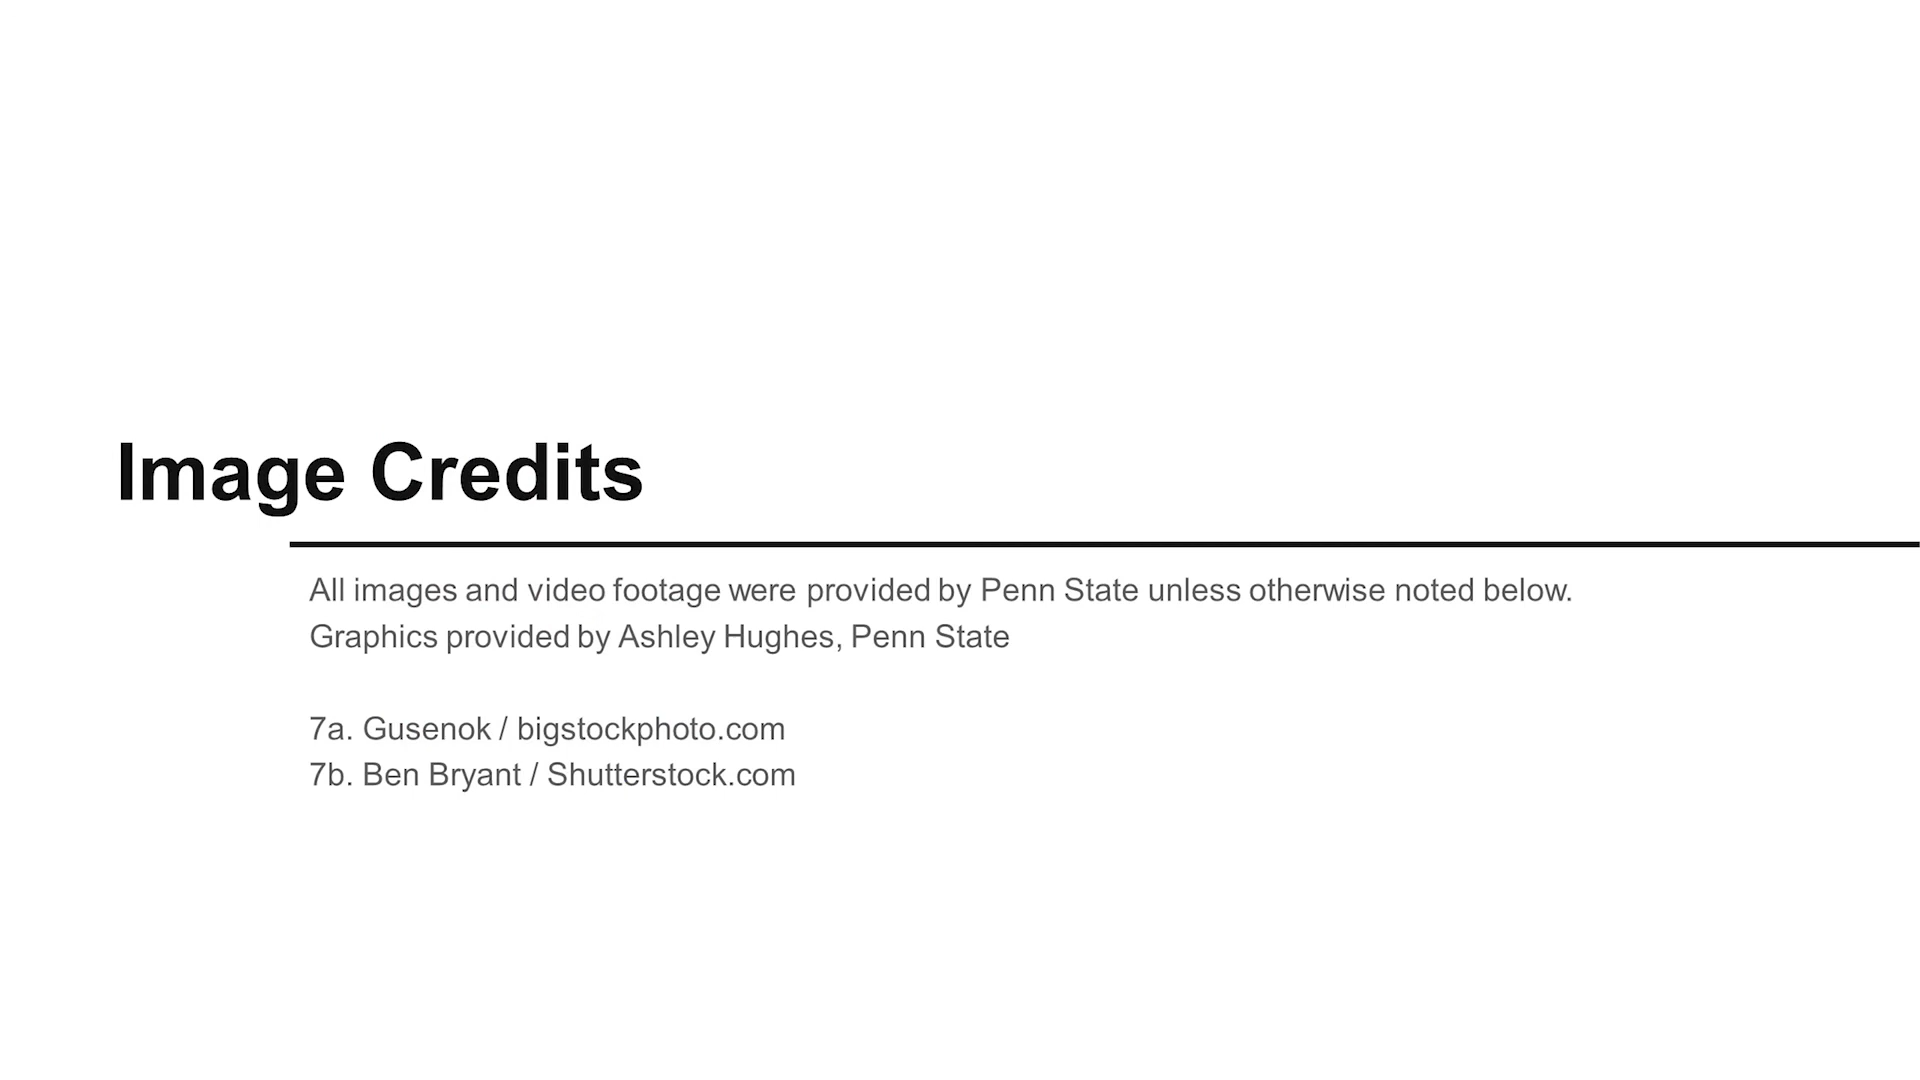 Image Credits
All images and video footage were provided by Penn State unless otherwise noted below.
Graphics provided by Ashley Hughes, Penn State
7a. Gusenok / bigstockphoto.com
7b. Ben Bryant / Shutterstock.com